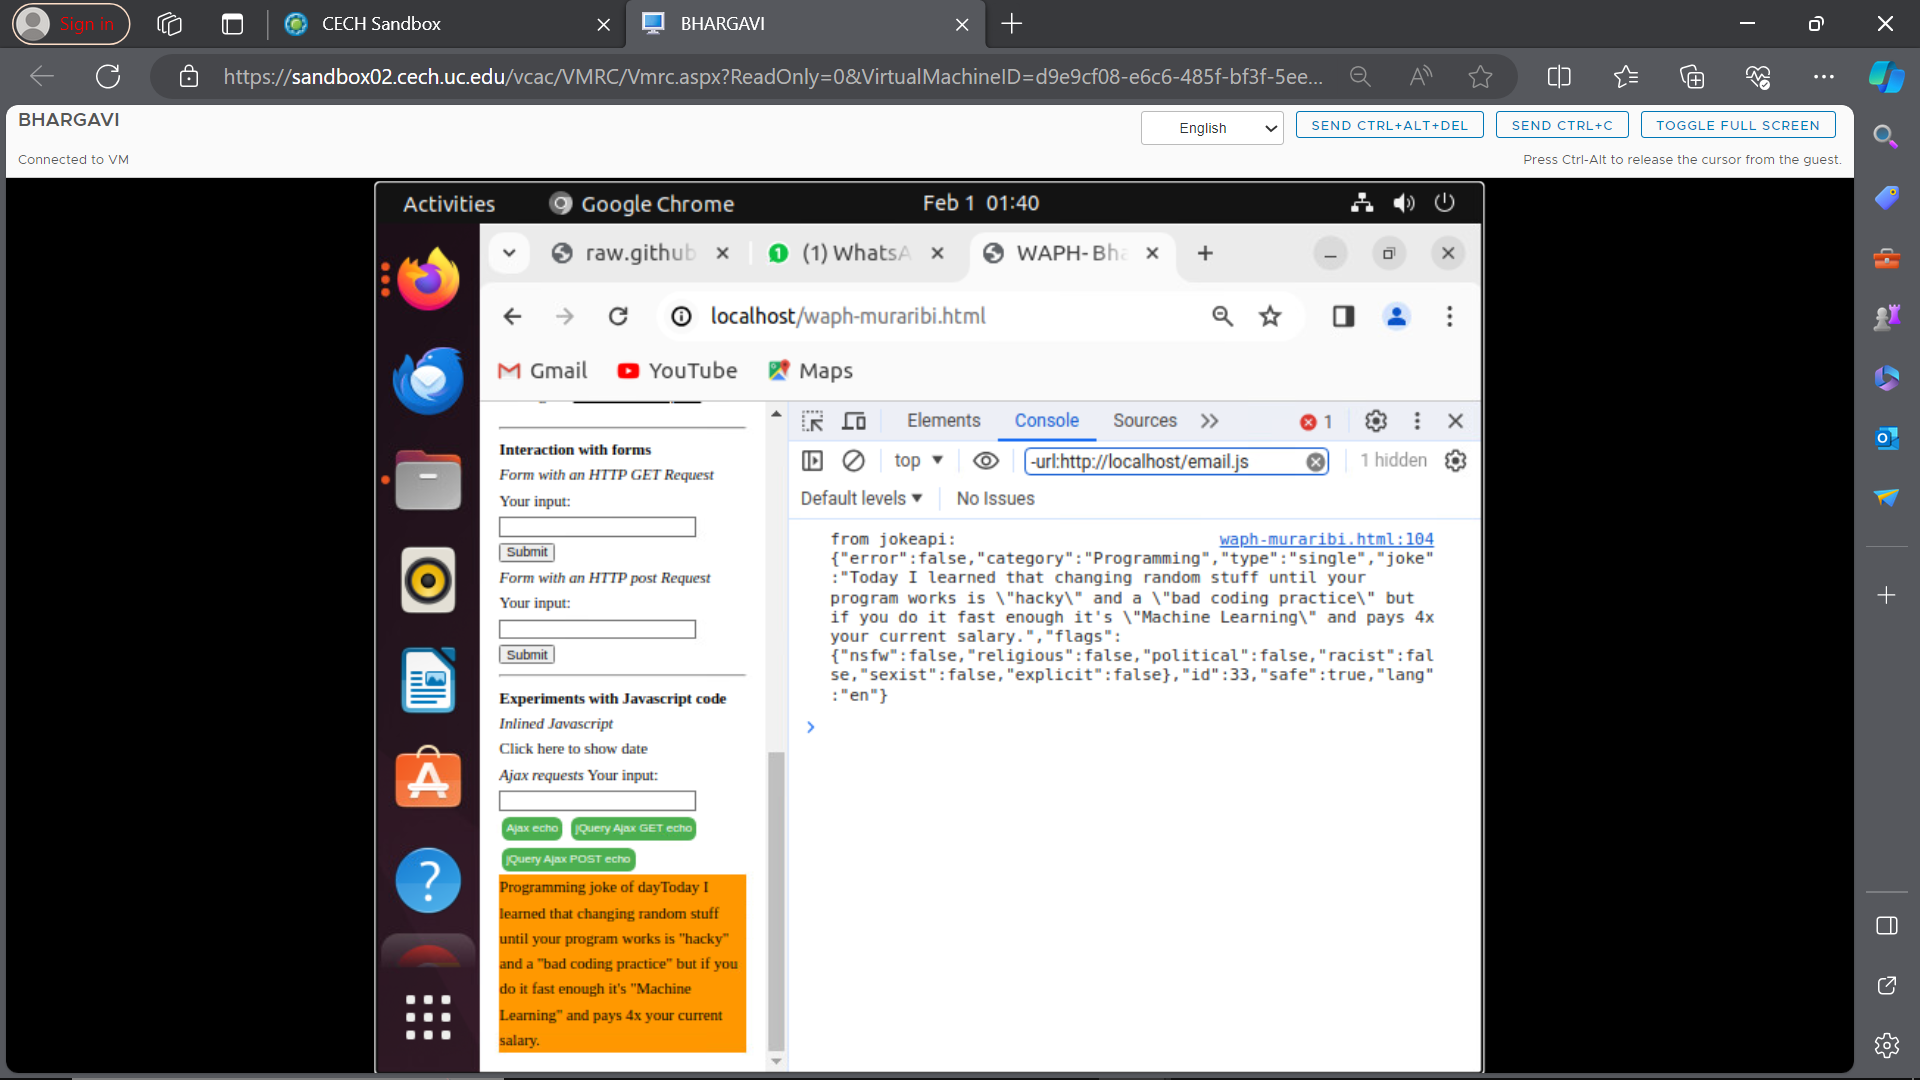 Sign in
CECH Sandbox
BHARGAVI
https://sandbox02.cech.uc.edu/vcac/VMRC/Vmrc.aspx?ReadOnly=0&VirtualMachineID=d9e9cf08-e6c6-485f-bf3f-5ee...
BHARGAVI
English
SEND CTRL+ALT+DEL
SEND CTRL+C
TOGGLE FULL SCREEN
Connected to VM
Press Ctrl-Alt to release the cursor from the guest.
Activities
Google Chrome
Feb 1 01:40
raw.github
(1) WhatsA
WAPH- Bha
localhost/waph-muraribi.html
Gmail
YouTube
Maps
Elements
Console
Sources
1
top
-url:http://localhost/email.js
1 hidden
Default levels
No Issues
Interaction with forms
Form with an HTTP GET Request
Your input:
Submit
Form with an HTTP post Request
Your input:
Submit
Experiments with Javascript code
Inlined Javascript
Click here to show date
Ajax requests Your input:
Ajax echo
jQuery Ajax GET echo
jQuery Ajax POST echo
Programming joke of dayToday I
learned that changing random stuff
until your program works is "hacky"
and a "bad coding practice" but if you
do it fast enough it's "Machine
Learning" and pays 4x your current
salary.
from jokeapi:
waph-muraribi.html:104
{"error":false,"category":"Programming","type":"single","joke"
:"Today I learned that changing random stuff until your
program works is \"hacky\" and a \"bad coding practice\" but
if you do it fast enough it's \"Machine Learning\" and pays 4x
your current salary.","flags":
{"nsfw":false,"religious":false,"political":false,"racist":fal
se,"sexist":false,"explicit":false},"id":33,"safe":true,"lang"
:"en"}